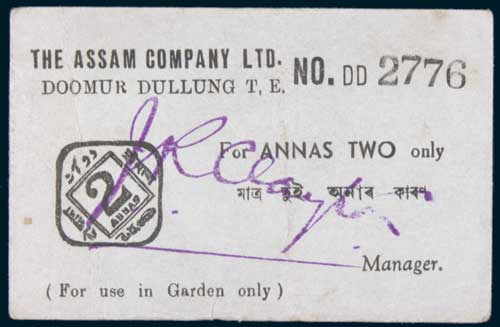 THE ASSAM COMPANY LTD.
DOOMUR DULLUNG T. E.
NO. DD 2776
For ANNAS TWO only
মাত্র দুই অনাৰ কাৰণ
2
ANNAS
Manager.
( For use in Garden only )